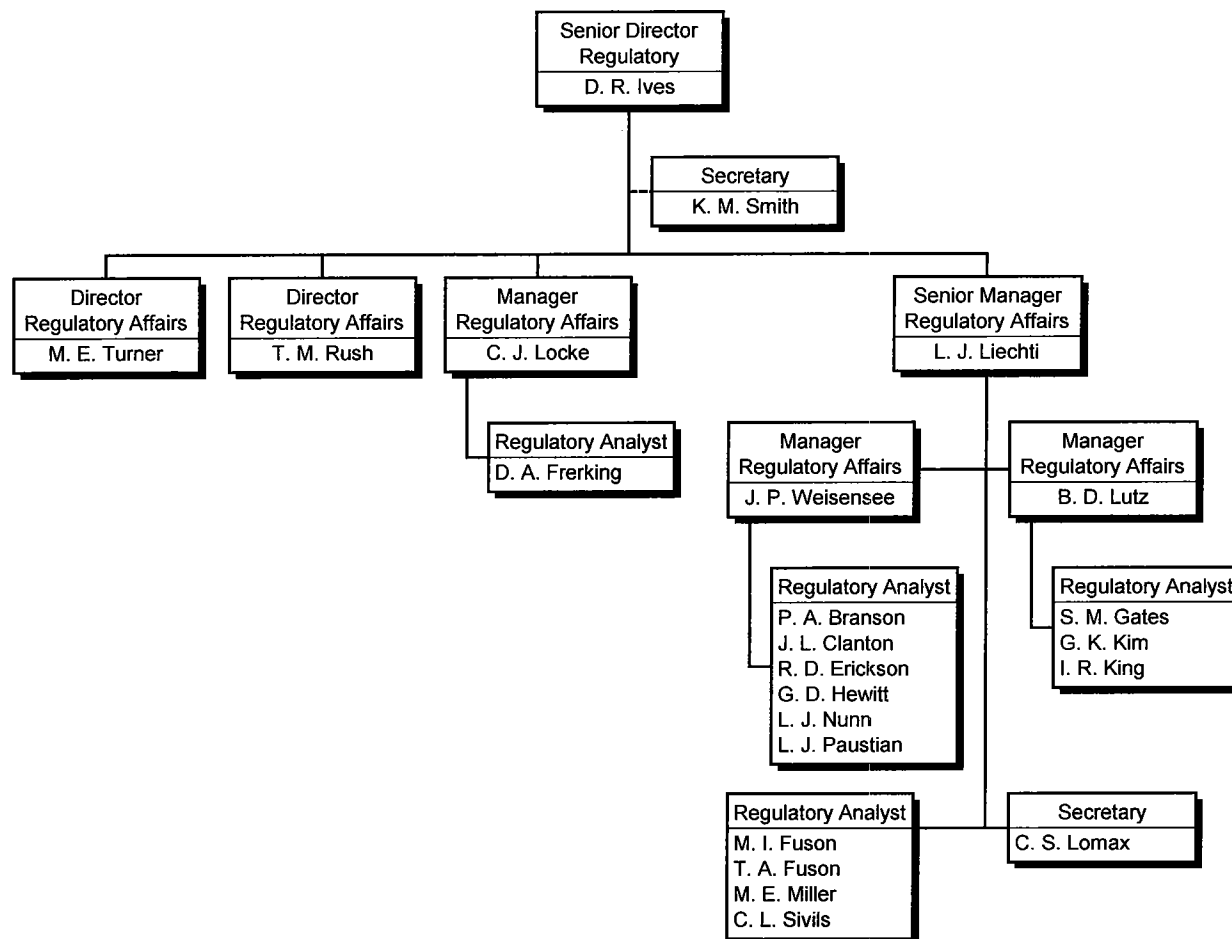 Senior Director
Regulatory
D. R. Ives
Secretary
K. M. Smith
Director
Regulatory Affairs
M. E. Turner
Director
Regulatory Affairs
T. M. Rush
Manager
Regulatory Affairs
C. J. Locke
Senior Manager
Regulatory Affairs
L. J. Liechti
Regulatory Analyst
D. A. Frerking
Manager
Regulatory Affairs
J. P. Weisensee
Manager
Regulatory Affairs
B. D. Lutz
Regulatory Analyst
P. A. Branson
J. L. Clanton
R. D. Erickson
G. D. Hewitt
L. J. Nunn
L. J. Paustian
Regulatory Analyst
S. M. Gates
G. K. Kim
I. R. King
Regulatory Analyst
M. I. Fuson
T. A. Fuson
M. E. Miller
C. L. Sivils
Secretary
C. S. Lomax